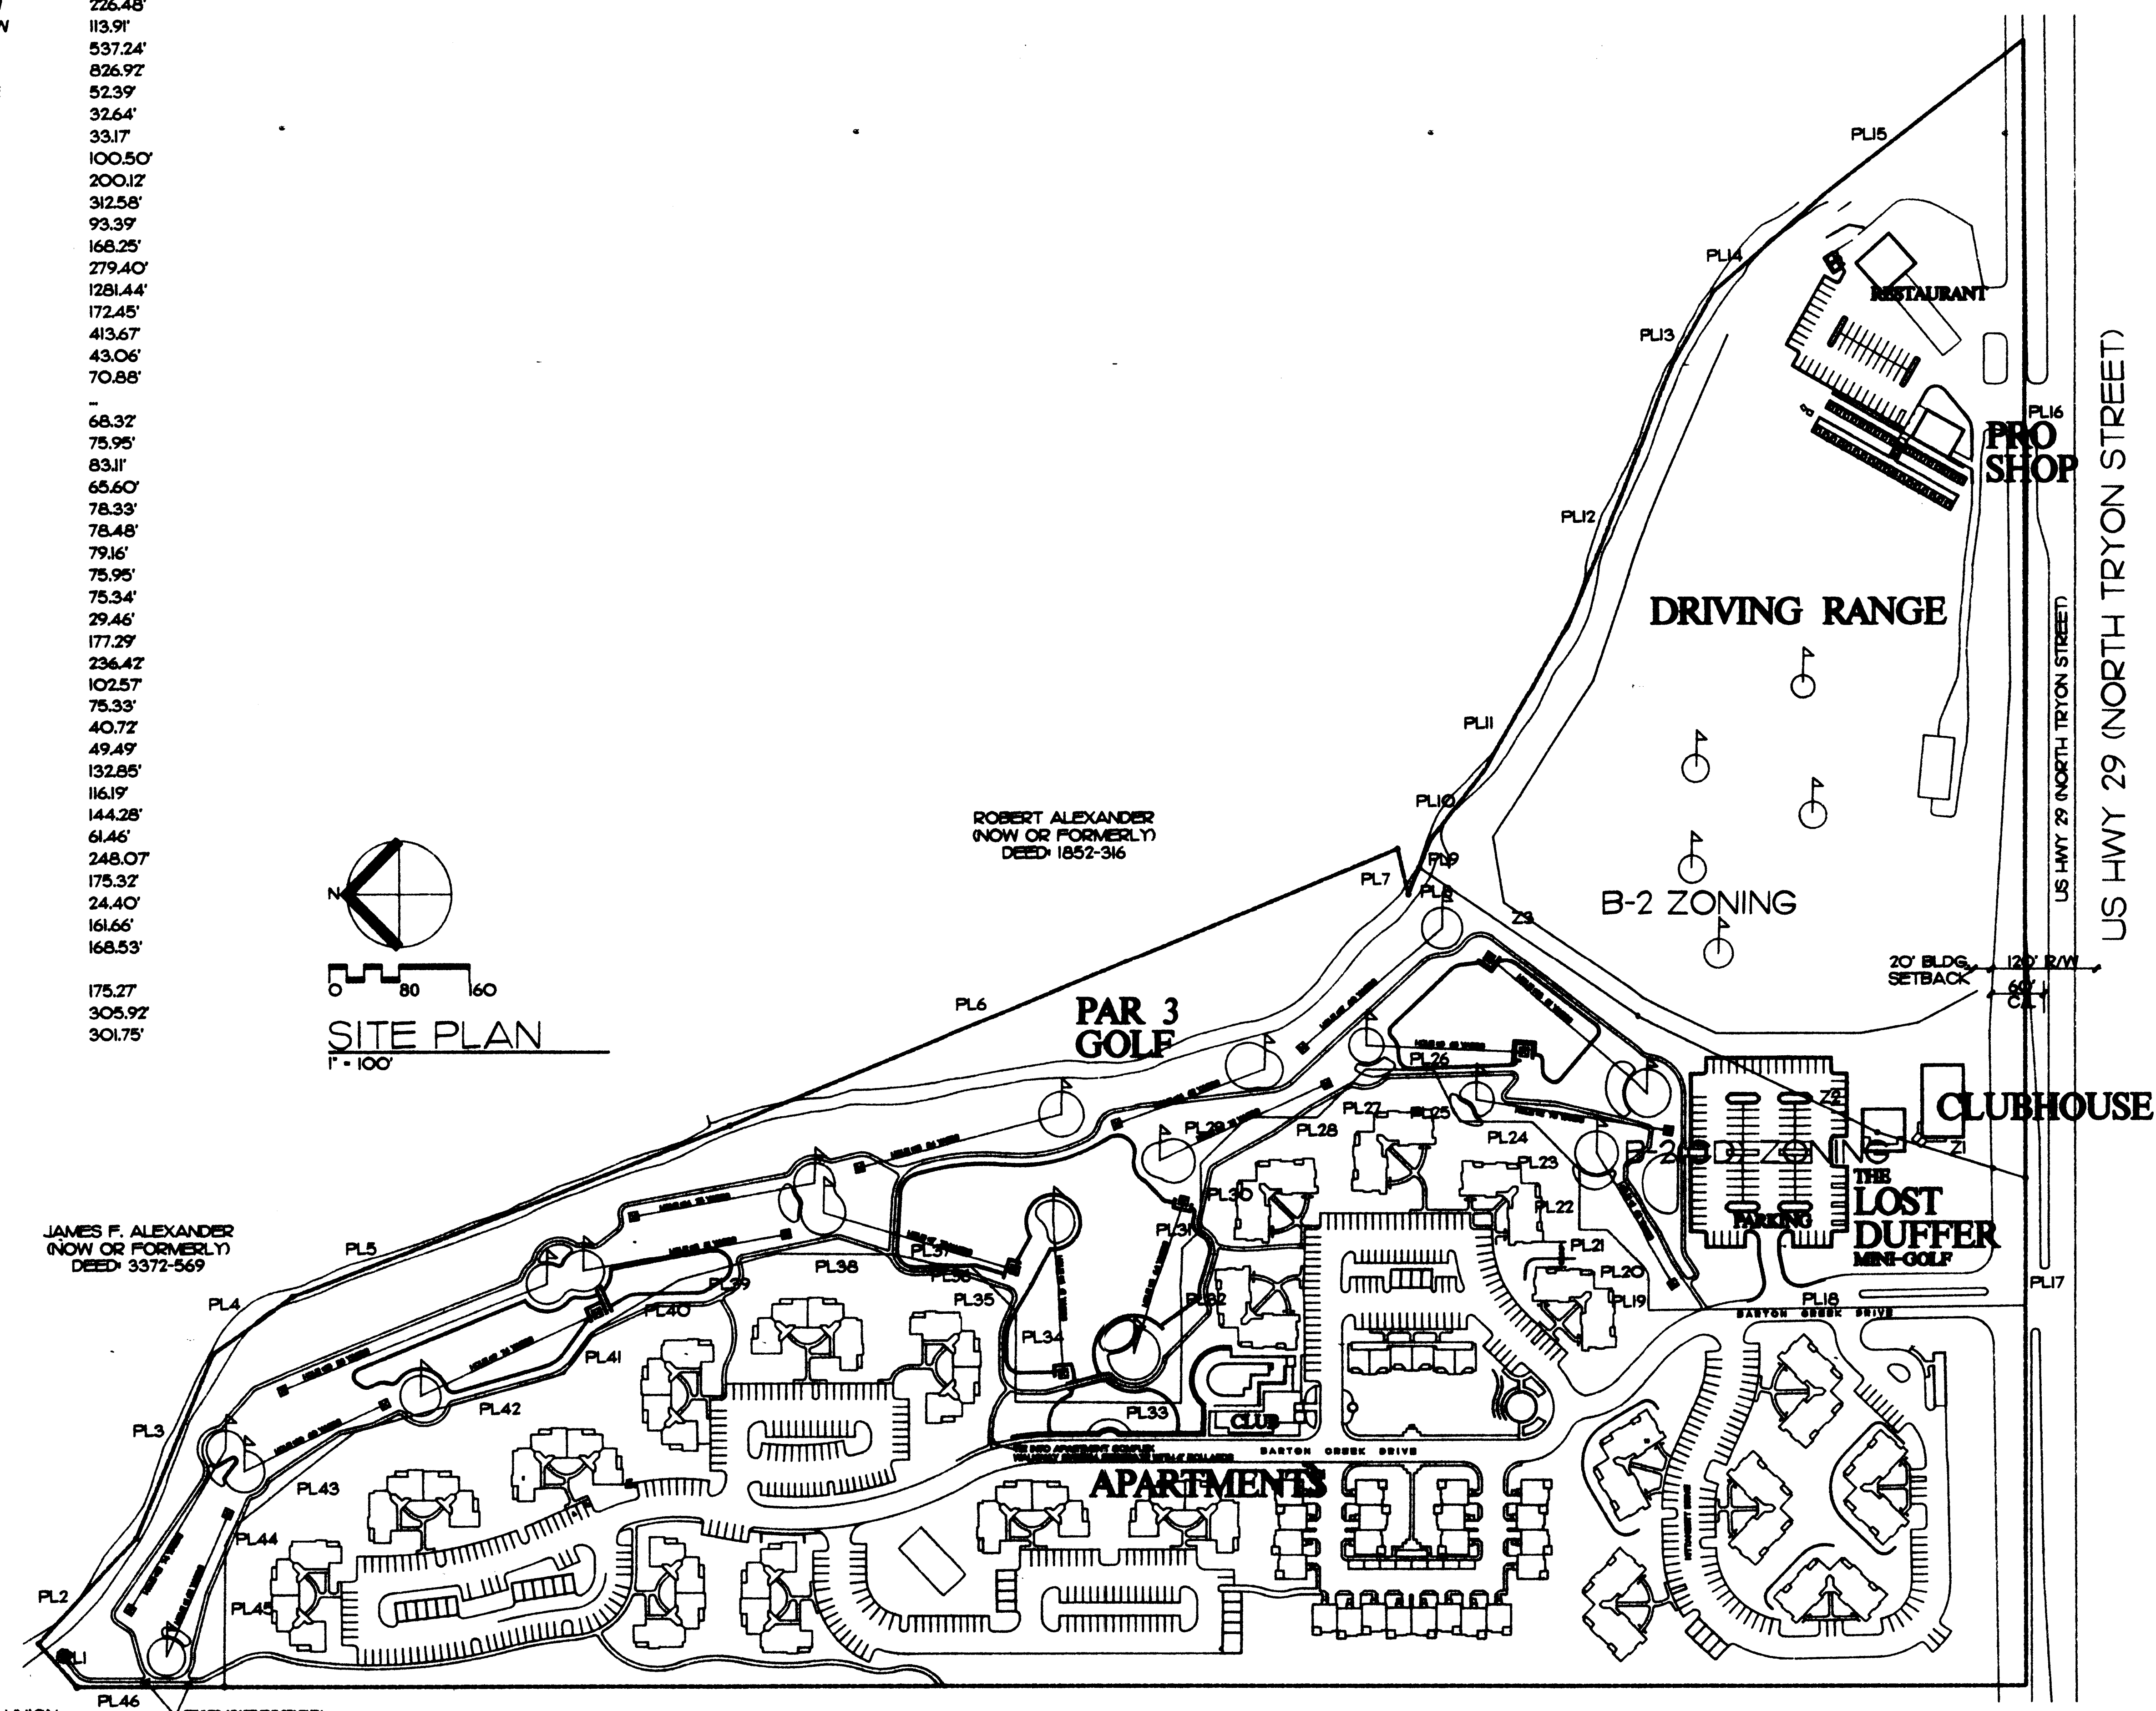 226.48'
W 113.91'
537.24'
826.92'
52.39'
32.64'
33.17'
100.50'
200.12'
312.58'
93.39'
168.25'
279.40'
1281.44'
172.45'
413.67'
43.06'
70.88'
...
68.32'
75.95'
83.11'
65.60'
78.33'
78.48'
79.16'
75.95'
75.34'
29.46'
177.29'
236.42'
102.57'
75.33'
40.72'
49.49'
132.85'
116.19'
144.28'
61.46'
248.07'
175.32'
24.40'
161.66'
168.53'
175.27'
305.92'
301.75'
N
0 80 160
SITE PLAN
1" = 100'
ROBERT ALEXANDER
(NOW OR FORMERLY)
DEED: 1852-316
JAMES F. ALEXANDER
(NOW OR FORMERLY)
DEED: 3372-569
PL15
PL14
RESTAURANT
PL13
PL16
PRO
SHOP
PL12
DRIVING RANGE
PL11
PL10
PL9
PL7
PL8
B-2 ZONING
Z3
US HWY 29 (NORTH TRYON STREET)
US HWY 29 (NORTH TRYON STREET)
20' BLDG.
SETBACK
120' R/W
60'
C/L
PL6
PAR 3
GOLF
PL26
PL27
PL25
PL29
PL28
PL24
Z2
CLUBHOUSE
Z1
PL23
PL30
PL22
PL31
THE
LOST
DUFFER
MINI-GOLF
PARKING
PL21
PL20
PL19
PL18
PL17
BARTON CREEK DRIVE
PL5
PL4
PL37
PL38
PL36
PL39
PL35
PL40
PL32
PL34
PL41
PL42
PL33
PL3
CLUB
BARTON CREEK DRIVE
APARTMENTS
PL43
PL44
PL2
PL45
PL1
PL46